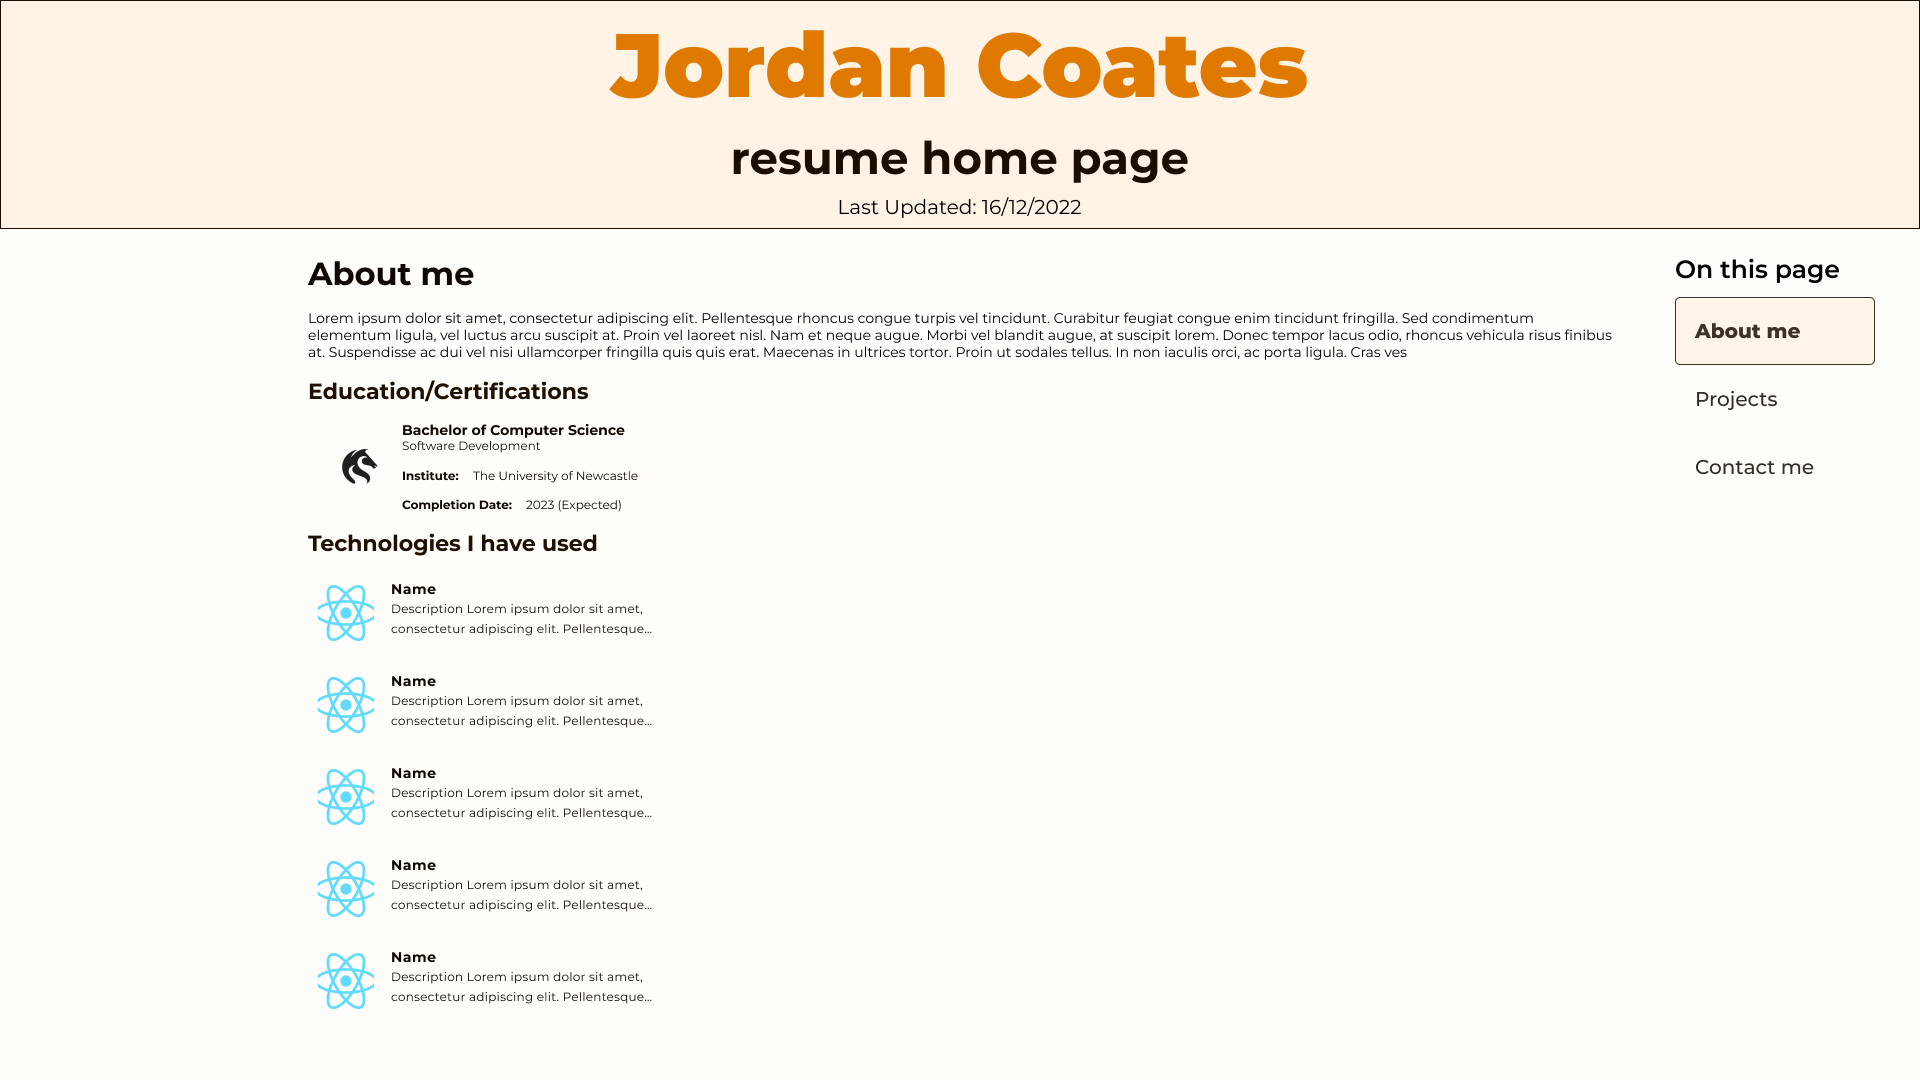 Jordan Coates
resume home page
Last Updated: 16/12/2022
About me
Lorem ipsum dolor sit amet, consectetur adipiscing elit. Pellentesque rhoncus congue turpis vel tincidunt. Curabitur feugiat congue enim tincidunt fringilla. Sed condimentum
elementum ligula, vel luctus arcu suscipit at. Proin vel laoreet nisl. Nam et neque augue. Morbi vel blandit augue, at suscipit lorem. Donec tempor lacus odio, rhoncus vehicula risus finibus
at. Suspendisse ac dui vel nisi ullamcorper fringilla quis quis erat. Maecenas in ultrices tortor. Proin ut sodales tellus. In non iaculis orci, ac porta ligula. Cras ves
Education/Certifications
Bachelor of Computer Science
Software Development
Institute: The University of Newcastle
Completion Date: 2023 (Expected)
Technologies I have used
Name
Description Lorem ipsum dolor sit amet,
consectetur adipiscing elit. Pellentesque...
Name
Description Lorem ipsum dolor sit amet,
consectetur adipiscing elit. Pellentesque...
Name
Description Lorem ipsum dolor sit amet,
consectetur adipiscing elit. Pellentesque...
Name
Description Lorem ipsum dolor sit amet,
consectetur adipiscing elit. Pellentesque...
Name
Description Lorem ipsum dolor sit amet,
consectetur adipiscing elit. Pellentesque...
On this page
About me
Projects
Contact me